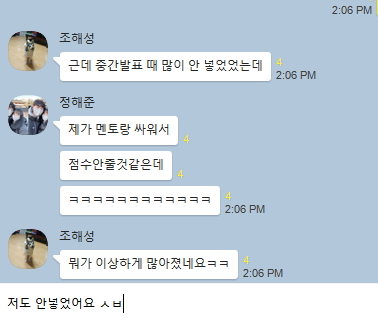 2:06 PM
조해성
근데 중간발표 때 많이 안 넣었었는데
4
2:06 PM
정해준
제가 멘토랑 싸워서
4
점수안줄것같은데
4
ㅋㅋㅋㅋㅋㅋㅋㅋㅋㅋㅋㅋ
4
2:06 PM
조해성
뭐가 이상하게 많아졌네요ㅋㅋ
4
2:06 PM
저도 안넣었어요 ㅅㅂ